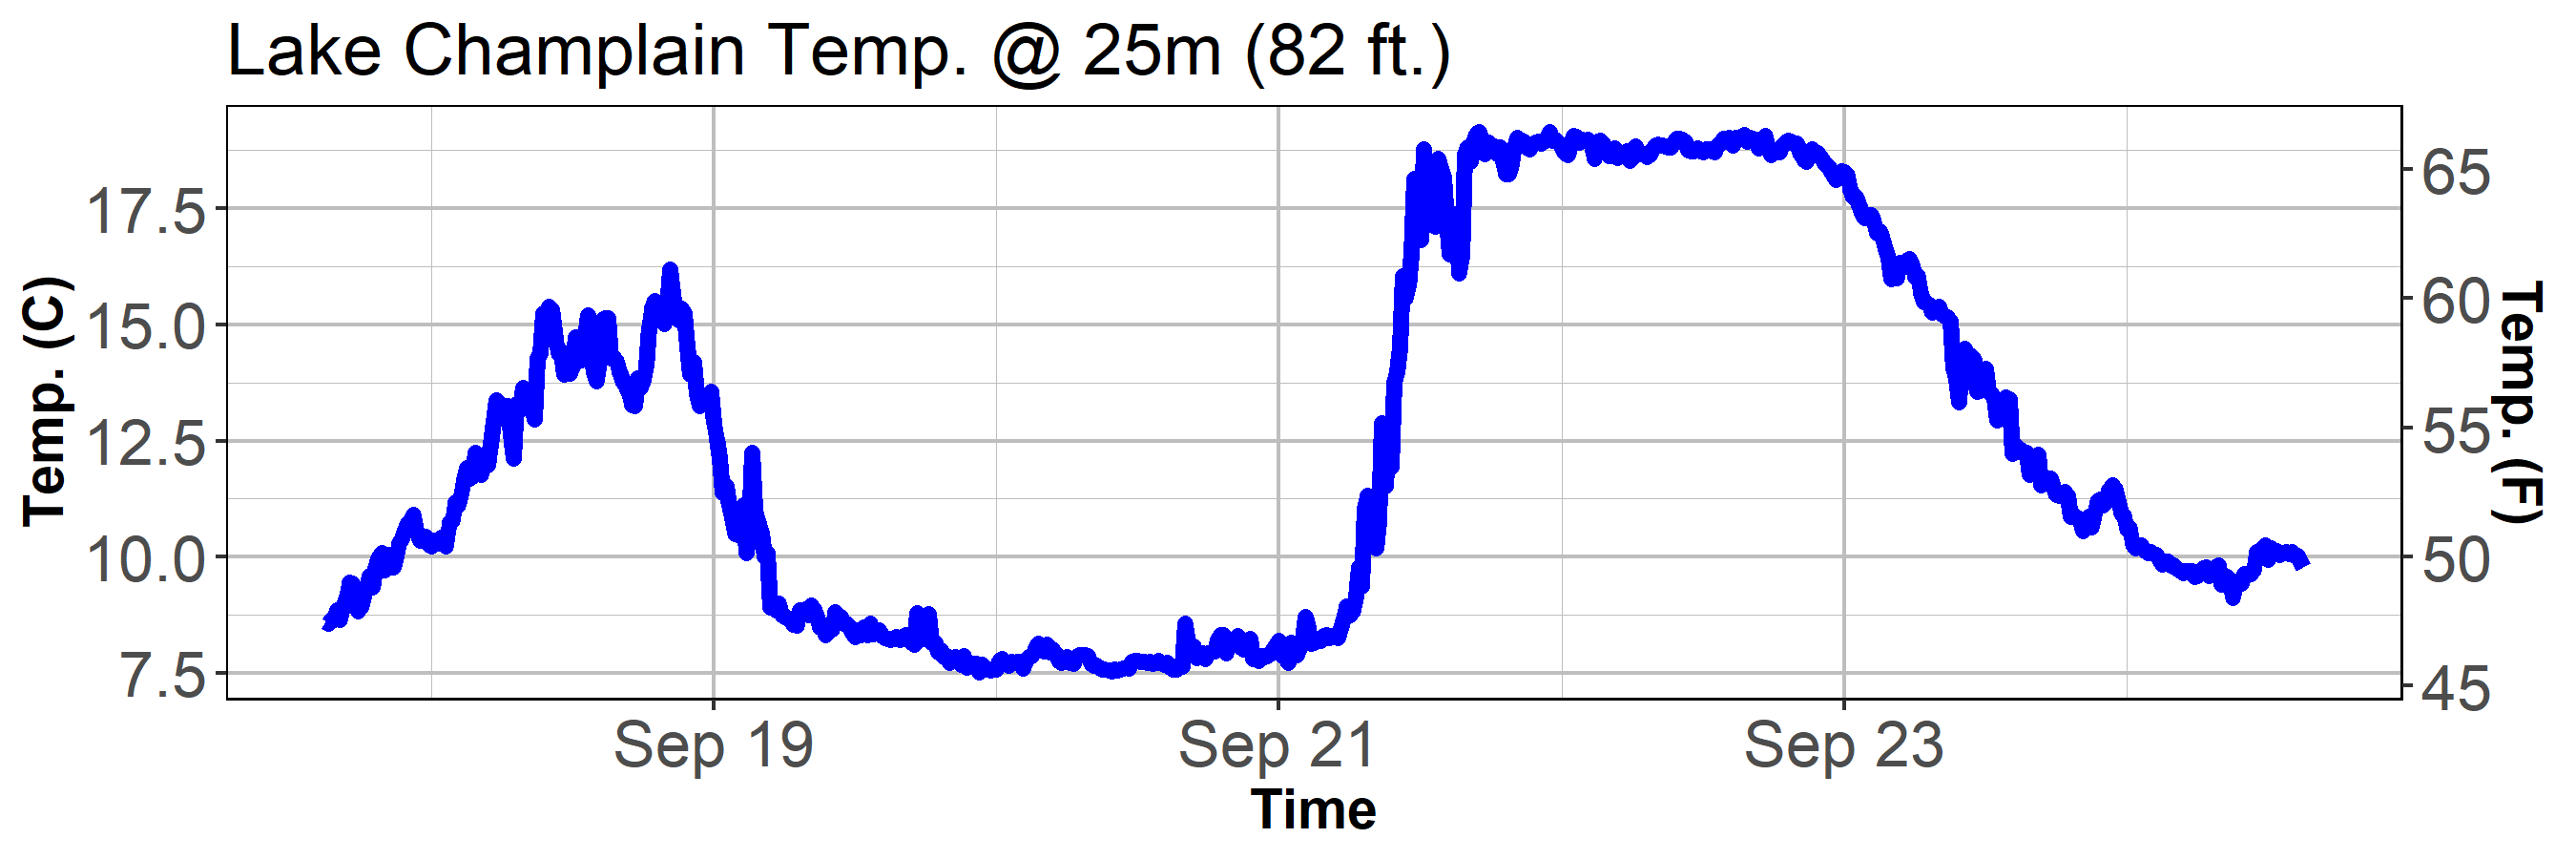 Lake Champlain Temp. @ 25m (82 ft.)
Temp. (C)
17.5
15.0
12.5
10.0
7.5
65
60
55
50
45
Temp. (F)
Sep 19
Sep 21
Sep 23
Time